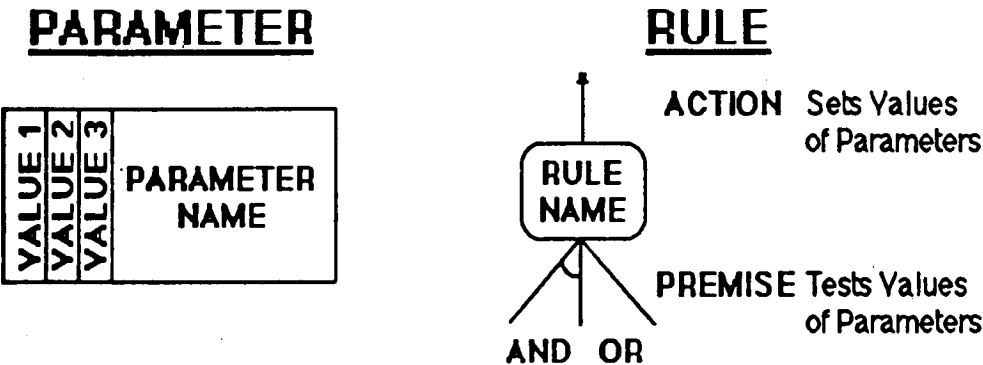 PARAMETER
VALUE 1
VALUE 2
VALUE 3
PARAMETER
NAME
RULE
ACTION Sets Values
of Parameters
RULE
NAME
PREMISE Tests Values
of Parameters
AND OR